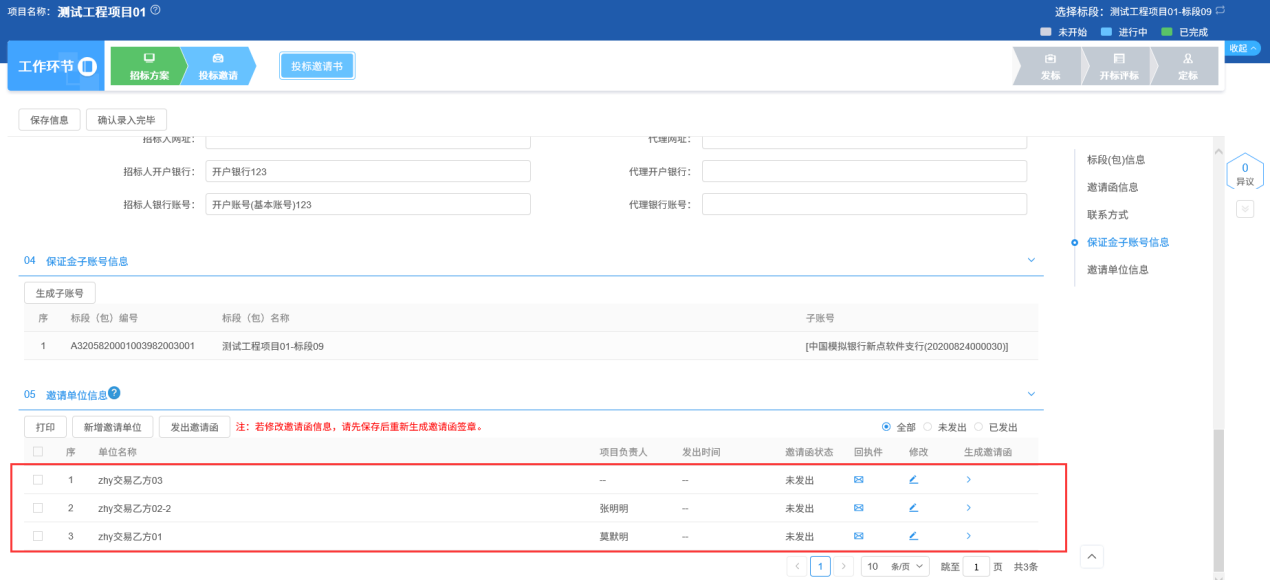 项目名称： 测试工程项目01 ?
选择标段： 测试工程项目01-标段09
未开始 进行中 已完成
工作环节 招标方案 投标邀请 投标邀请书 发标 开标评标 定标 收起
保存信息 确认录入完毕
招标人网址： 代理网址：
招标人开户银行： 开户银行123 代理开户银行：
招标人银行账号： 开户账号(基本账号)123 代理银行账号：
标段(包)信息
邀请函信息
联系方式
保证金子账号信息
邀请单位信息
0
异议
04 保证金子账号信息
生成子账号
序 标段（包）编号 标段（包）名称 子账号
1 A3205820001003982003001 测试工程项目01-标段09 [中国模拟银行新点软件支行(20200824000030)]
05 邀请单位信息 ?
打印 新增邀请单位 发出邀请函 注：若修改邀请函信息，请先保存后重新生成邀请函签章。 全部 未发出 已发出
序 单位名称 项目负责人 发出时间 邀请函状态 回执件 修改 生成邀请函
1 zhy交易乙方03 -- -- 未发出
2 zhy交易乙方02-2 张明明 -- 未发出
3 zhy交易乙方01 莫默明 -- 未发出
1 10 条/页 跳至 1 页 共3条